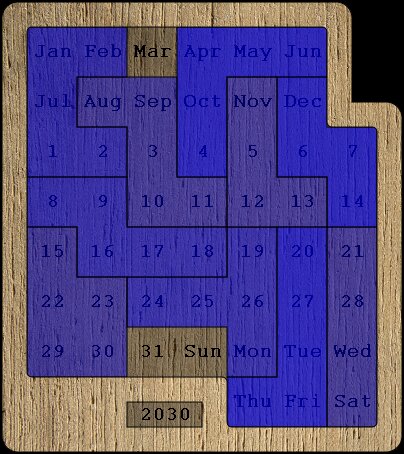 Jan Feb Mar Apr May Jun
Jul Aug Sep Oct Nov Dec
1 2 3 4 5 6 7
8 9 10 11 12 13 14
15 16 17 18 19 20 21
22 23 24 25 26 27 28
29 30 31 Sun Mon Tue Wed
Thu Fri Sat
2030